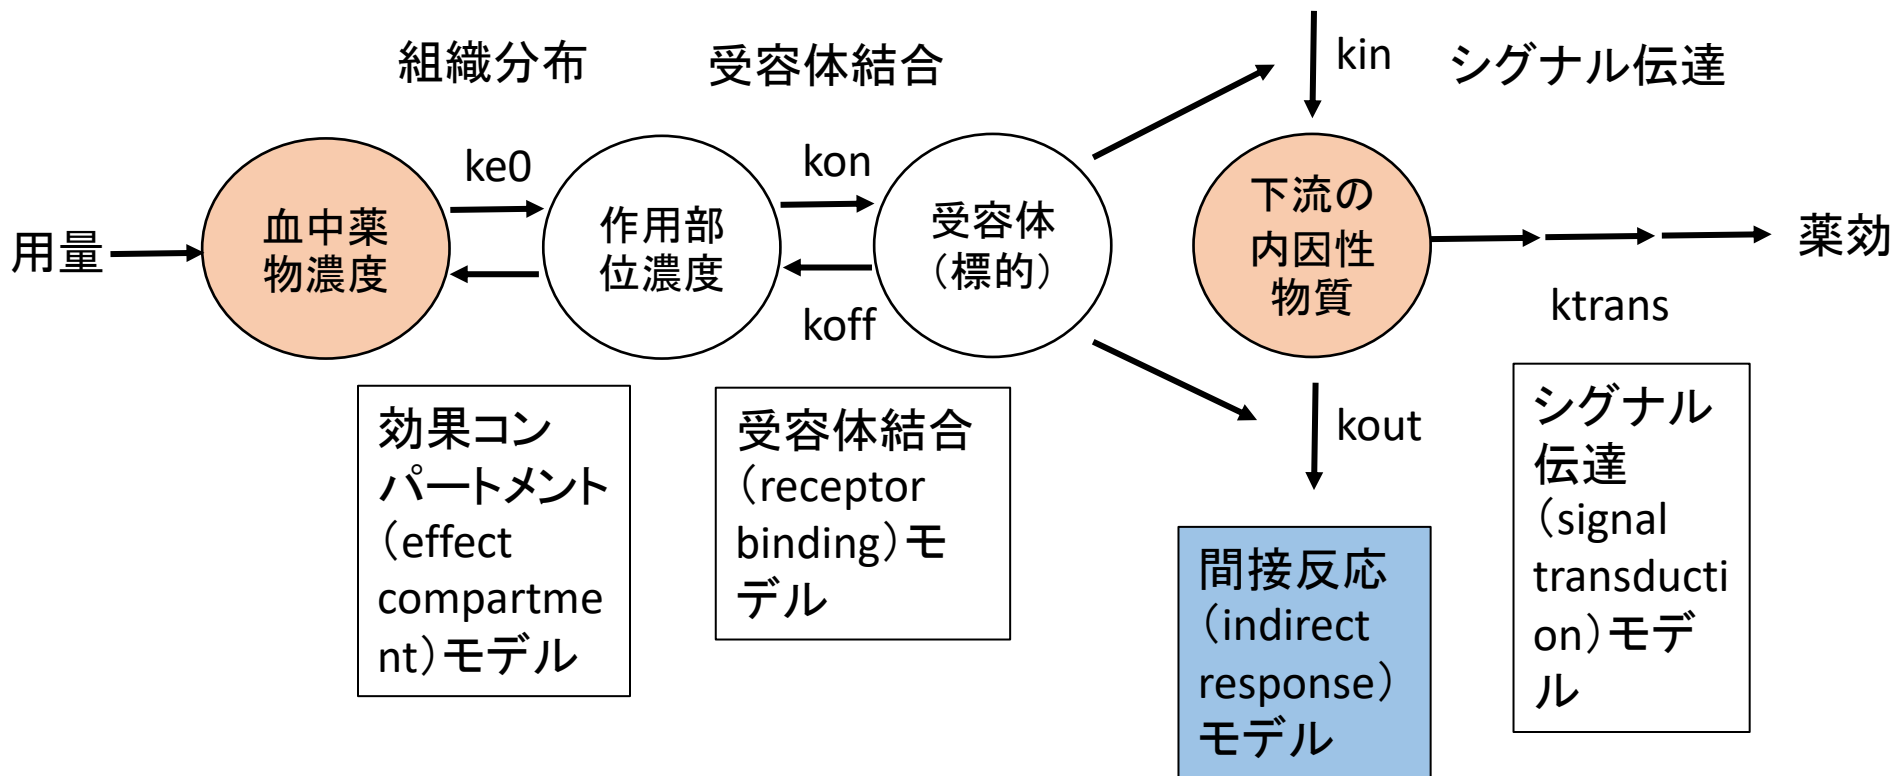 組織分布
受容体結合
kin
シグナル伝達
用量
血中薬
物濃度
ke0
作用部
位濃度
kon
koff
受容体
（標的）
下流の
内因性
物質
kout
ktrans
薬効
効果コン
パートメント
（effect
compartme
nt）モデル
受容体結合
（receptor
binding）モ
デル
間接反応
（indirect
response）
モデル
シグナル
伝達
（signal
transducti
on）モデ
ル